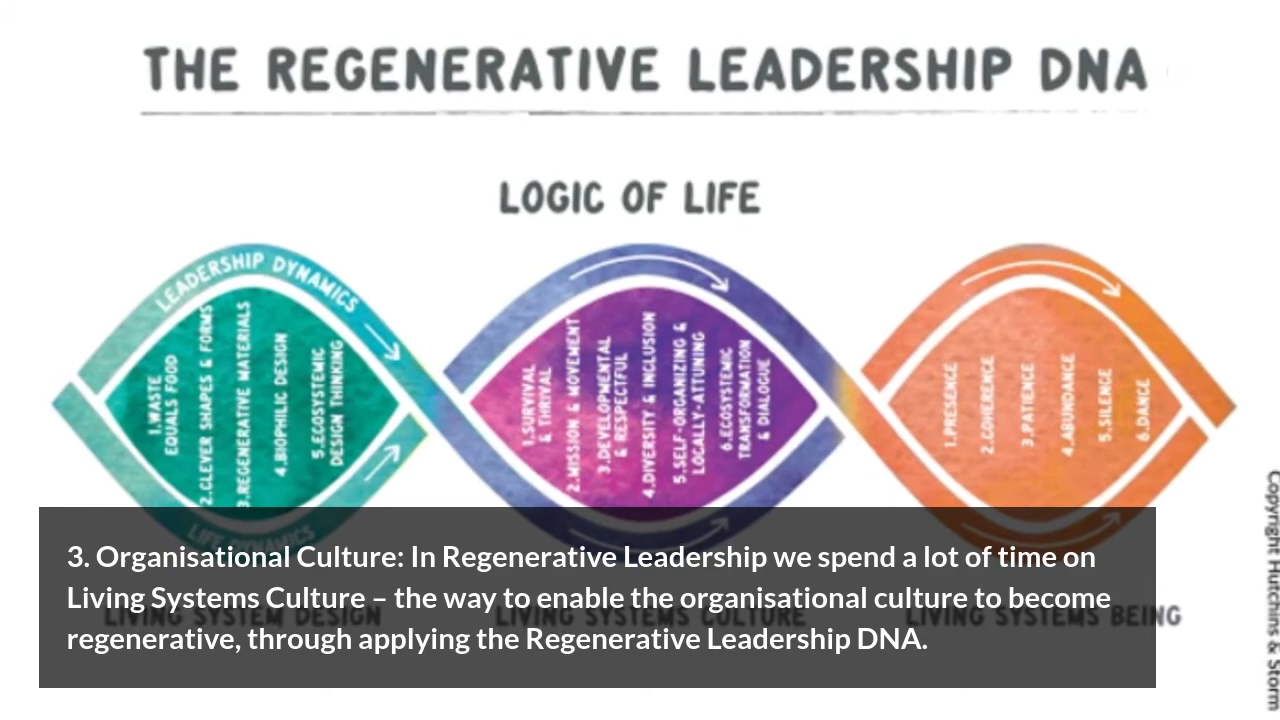 THE REGENERATIVE LEADERSHIP DNA
LOGIC OF LIFE
LEADERSHIP DYNAMICS
1.WASTE
EQUALS FOOD
2.CLEVER SHAPES & FORMS
3.REGENERATIVE MATERIALS
4.BIOPHILIC DESIGN
5.ECOSYSTEMIC
DESIGN THINKING
LIFE DYNAMICS
1.SURVIVAL
& THRIVAL
2.MISSION & MOVEMENT
3.DEVELOPMENTAL
& RESPECTFUL
4.DIVERSITY & INCLUSION
5.SELF-ORGANIZING &
LOCALLY-ATTUNING
6.ECOSYSTEMIC
TRANSFORMATION
& DIALOGUE
1.PRESENCE
2.COHERENCE
3.PATIENCE
4.ABUNDANCE
5.SILENCE
6.DANCE
LIVING SYSTEM DESIGN
LIVING SYSTEMS CULTURE
LIVING SYSTEMS BEING
3. Organisational Culture: In Regenerative Leadership we spend a lot of time on
Living Systems Culture – the way to enable the organisational culture to become
regenerative, through applying the Regenerative Leadership DNA.
Copyright Hutchins & Storm